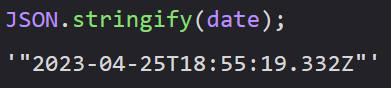 JSON.stringify(date);
'"2023-04-25T18:55:19.332Z"'